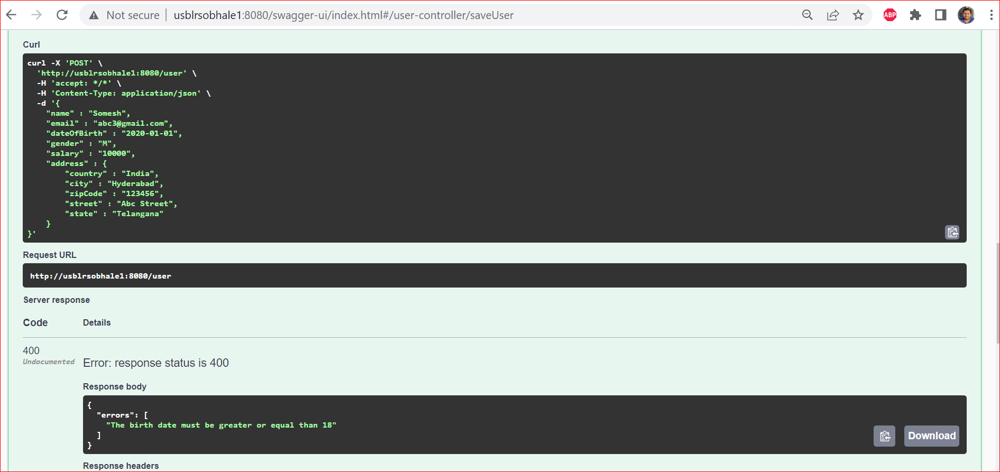 Not secure | usblrsobhale1:8080/swagger-ui/index.html#/user-controller/saveUser
ABP
Curl
curl -X 'POST' \
  'http://usblrsobhale1:8080/user' \
  -H 'accept: */*' \
  -H 'Content-Type: application/json' \
  -d '{
    "name" : "Somesh",
    "email" : "abc3@gmail.com",
    "dateOfBirth" : "2020-01-01",
    "gender" : "M",
    "salary" : "10000",
    "address" : {
        "country" : "India",
        "city" : "Hyderabad",
        "zipCode" : "123456",
        "street" : "Abc Street",
        "state" : "Telangana"
    }
}'
Request URL
http://usblrsobhale1:8080/user
Server response
Code Details
400
Undocumented
Error: response status is 400
Response body
{
  "errors": [
    "The birth date must be greater or equal than 18"
  ]
}
Download
Response headers